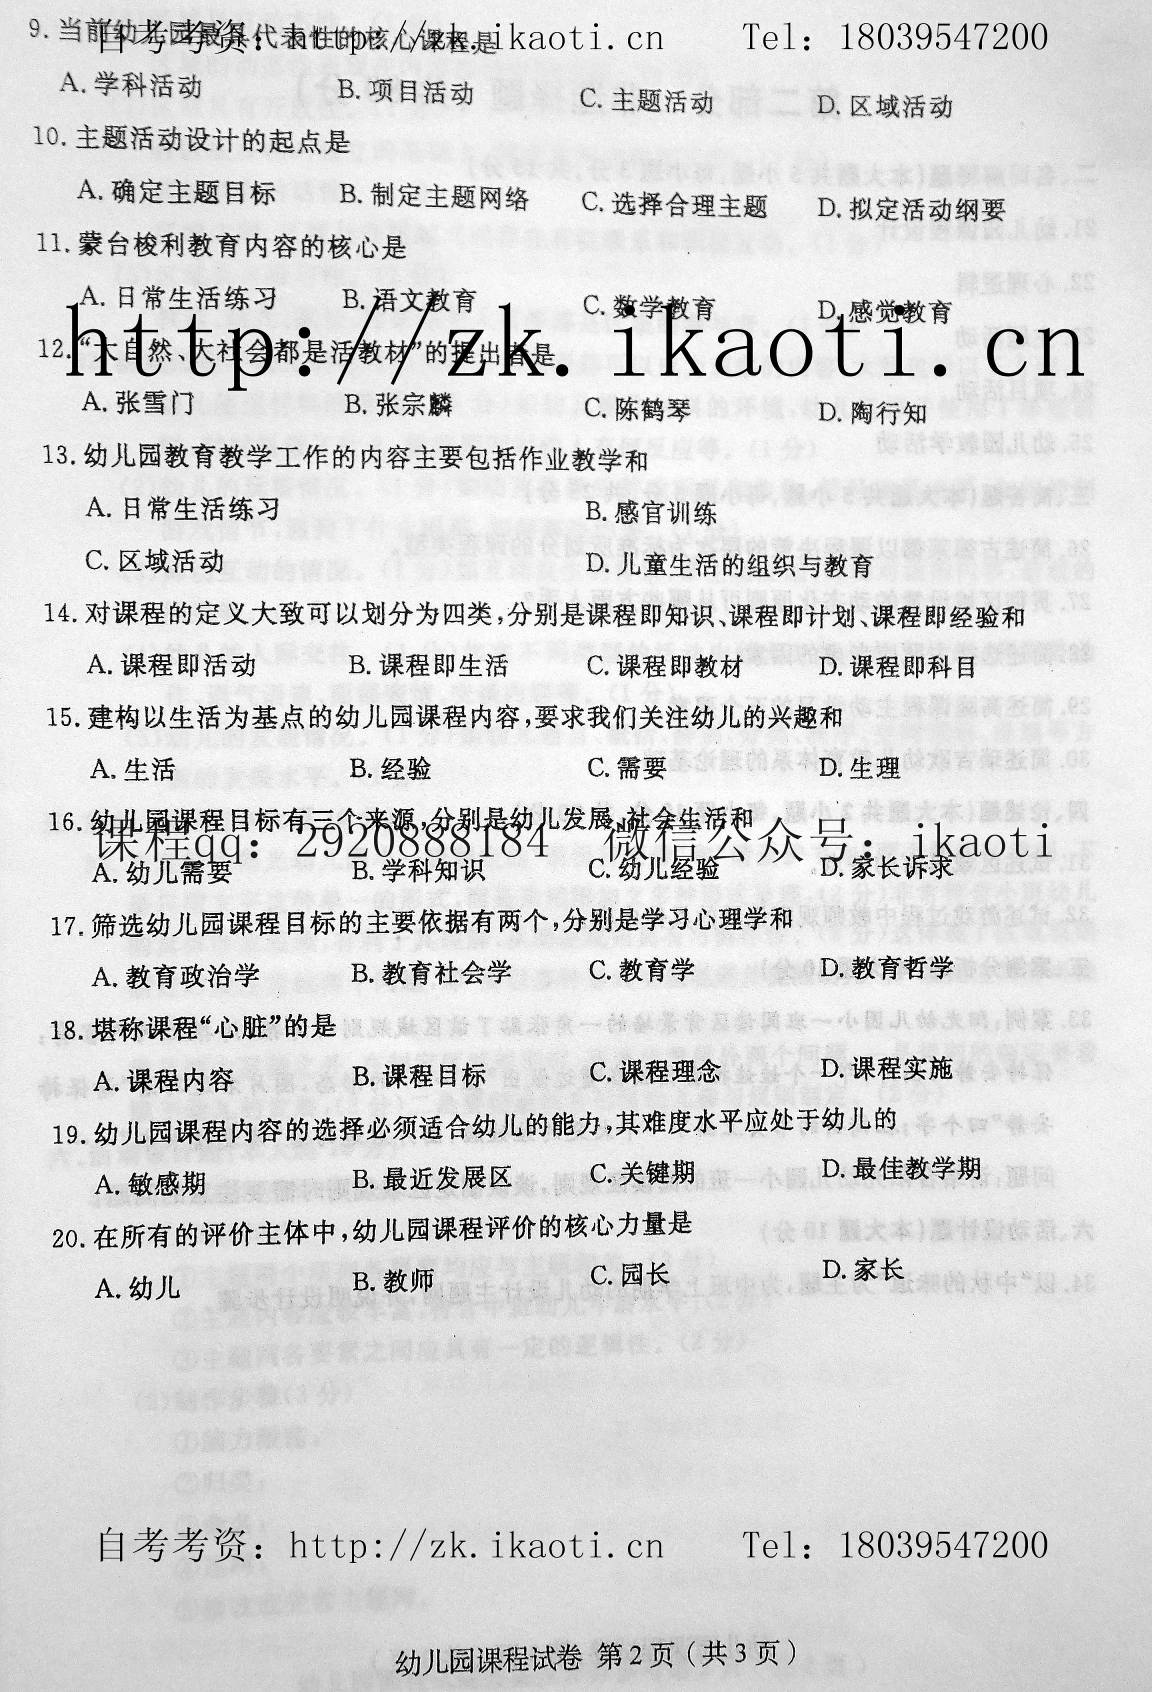 自考考资：http://zk.ikaoti.cn Tel：18039547200
9.当前幼儿园最具代表性的核心课程是
A.学科活动 B.项目活动 C.主题活动 D.区域活动
10.主题活动设计的起点是
A.确定主题目标 B.制定主题网络 C.选择合理主题 D.拟定活动纲要
11.蒙台梭利教育内容的核心是
A.日常生活练习 B.语文教育 C.数学教育 D.感觉教育
http://zk.ikaoti.cn
12.“大自然、大社会都是活教材”的提出者是
A.张雪门 B.张宗麟 C.陈鹤琴 D.陶行知
13.幼儿园教育教学工作的内容主要包括作业教学和
A.日常生活练习 B.感官训练
C.区域活动 D.儿童生活的组织与教育
14.对课程的定义大致可以划分为四类,分别是课程即知识、课程即计划、课程即经验和
A.课程即活动 B.课程即生活 C.课程即教材 D.课程即科目
15.建构以生活为基点的幼儿园课程内容,要求我们关注幼儿的兴趣和
A.生活 B.经验 C.需要 D.生理
16.幼儿园课程目标有三个来源,分别是幼儿发展、社会生活和
课程qq：2920888184 微信公众号：ikaoti
A.幼儿需要 B.学科知识 C.幼儿经验 D.家长诉求
17.筛选幼儿园课程目标的主要依据有两个,分别是学习心理学和
A.教育政治学 B.教育社会学 C.教育学 D.教育哲学
18.堪称课程“心脏”的是
A.课程内容 B.课程目标 C.课程理念 D.课程实施
19.幼儿园课程内容的选择必须适合幼儿的能力,其难度水平应处于幼儿的
A.敏感期 B.最近发展区 C.关键期 D.最佳教学期
20.在所有的评价主体中,幼儿园课程评价的核心力量是
A.幼儿 B.教师 C.园长 D.家长
自考考资：http://zk.ikaoti.cn Tel：18039547200
幼儿园课程试卷 第2页(共3页)